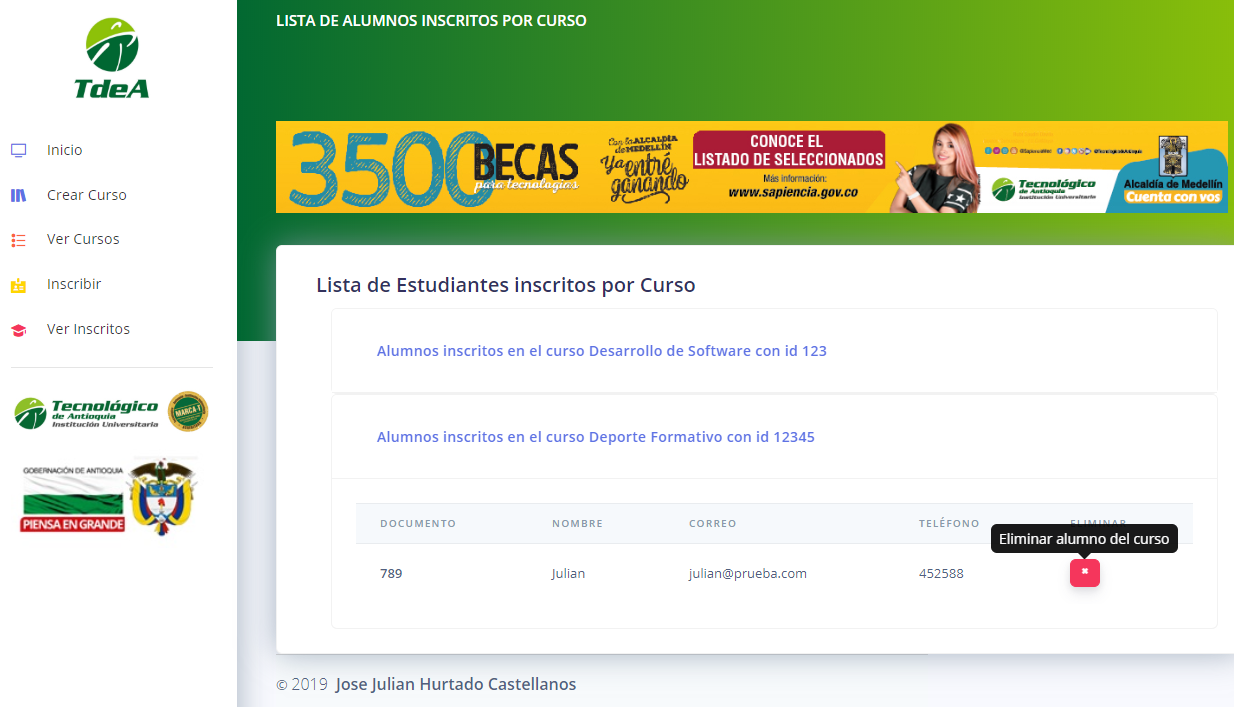 TdeA
Inicio
Crear Curso
Ver Cursos
Inscribir
Ver Inscritos
Tecnológico
de Antioquia
Institución Universitaria
MARCA 1
GOBERNACIÓN DE ANTIOQUIA
PIENSA EN GRANDE
LISTA DE ALUMNOS INSCRITOS POR CURSO
3500 BECAS
para tecnologías
Con la ALCALDÍA
de MEDELLÍN
Ya entré
ganando
CONOCE EL
LISTADO DE SELECCIONADOS
Más información:
www.sapiencia.gov.co
Tecnológico
de Antioquia
Institución Universitaria
Alcaldía de Medellín
Cuenta con vos
Lista de Estudiantes inscritos por Curso
Alumnos inscritos en el curso Desarrollo de Software con id 123
Alumnos inscritos en el curso Deporte Formativo con id 12345
DOCUMENTO NOMBRE CORREO TELÉFONO ELIMINAR
Eliminar alumno del curso
789 Julian julian@prueba.com 452588
© 2019 Jose Julian Hurtado Castellanos